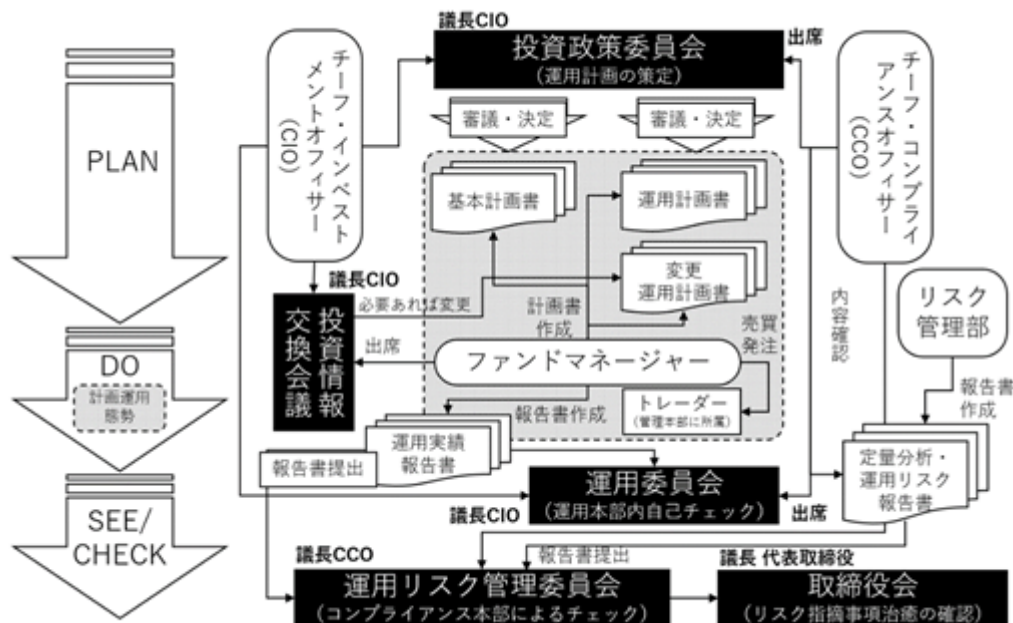 議長CIO
投資政策委員会
(運用計画の策定)
出席
チーフ・インベスト
メントオフィサー
(CIO)
チーフ・コンプライ
アンスオフィサー
(CCO)
審議・決定
審議・決定
PLAN
基本計画書
運用計画書
変更
運用計画書
議長CIO
必要あれば変更
計画書
作成
投資情報
交換会議
出席
売買
発注
内容確認
リスク
管理部
ファンドマネージャー
DO
計画運用
態勢
報告書作成
トレーダー
(管理本部に所属)
報告書
作成
運用実績
報告書
報告書提出
定量分析・
運用リスク
報告書
運用委員会
(運用本部内自己チェック)
議長CIO
出席
SEE/
CHECK
議長CCO
報告書提出
議長 代表取締役
運用リスク管理委員会
(コンプライアンス本部によるチェック)
取締役会
(リスク指摘事項治癒の確認)